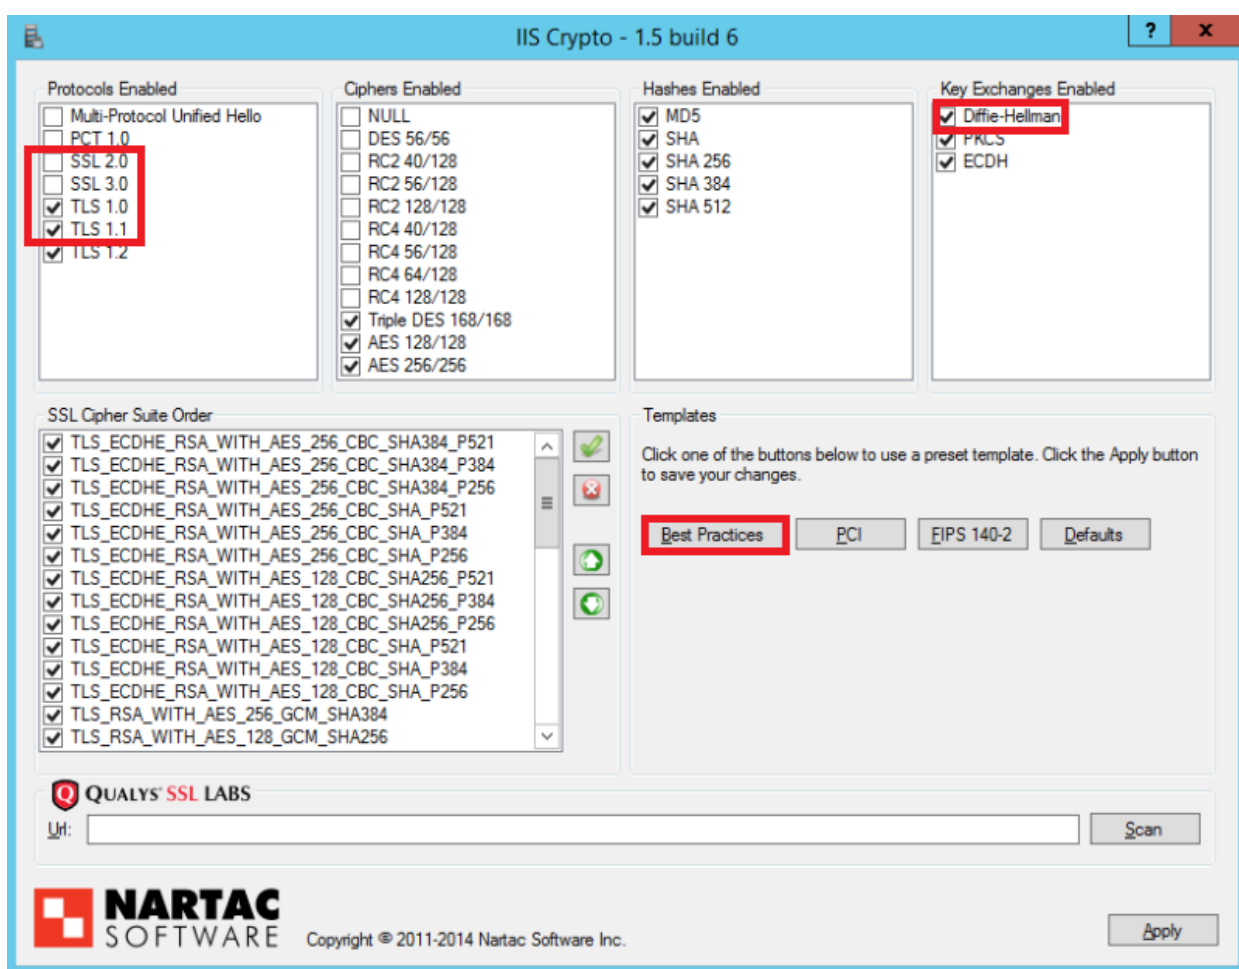 IIS Crypto - 1.5 build 6
? x
Protocols Enabled
Multi-Protocol Unified Hello
PCT 1.0
SSL 2.0
SSL 3.0
TLS 1.0
TLS 1.1
TLS 1.2
Ciphers Enabled
NULL
DES 56/56
RC2 40/128
RC2 56/128
RC2 128/128
RC4 40/128
RC4 56/128
RC4 64/128
RC4 128/128
Triple DES 168/168
AES 128/128
AES 256/256
Hashes Enabled
MD5
SHA
SHA 256
SHA 384
SHA 512
Key Exchanges Enabled
Diffie-Hellman
PKCS
ECDH
SSL Cipher Suite Order
TLS_ECDHE_RSA_WITH_AES_256_CBC_SHA384_P521
TLS_ECDHE_RSA_WITH_AES_256_CBC_SHA384_P384
TLS_ECDHE_RSA_WITH_AES_256_CBC_SHA384_P256
TLS_ECDHE_RSA_WITH_AES_256_CBC_SHA_P521
TLS_ECDHE_RSA_WITH_AES_256_CBC_SHA_P384
TLS_ECDHE_RSA_WITH_AES_256_CBC_SHA_P256
TLS_ECDHE_RSA_WITH_AES_128_CBC_SHA256_P521
TLS_ECDHE_RSA_WITH_AES_128_CBC_SHA256_P384
TLS_ECDHE_RSA_WITH_AES_128_CBC_SHA256_P256
TLS_ECDHE_RSA_WITH_AES_128_CBC_SHA_P521
TLS_ECDHE_RSA_WITH_AES_128_CBC_SHA_P384
TLS_ECDHE_RSA_WITH_AES_128_CBC_SHA_P256
TLS_RSA_WITH_AES_256_GCM_SHA384
TLS_RSA_WITH_AES_128_GCM_SHA256
Templates
Click one of the buttons below to use a preset template. Click the Apply button
to save your changes.
Best Practices PCI FIPS 140-2 Defaults
QUALYS' SSL LABS
Url:
Scan
NARTAC
SOFTWARE
Copyright © 2011-2014 Nartac Software Inc.
Apply